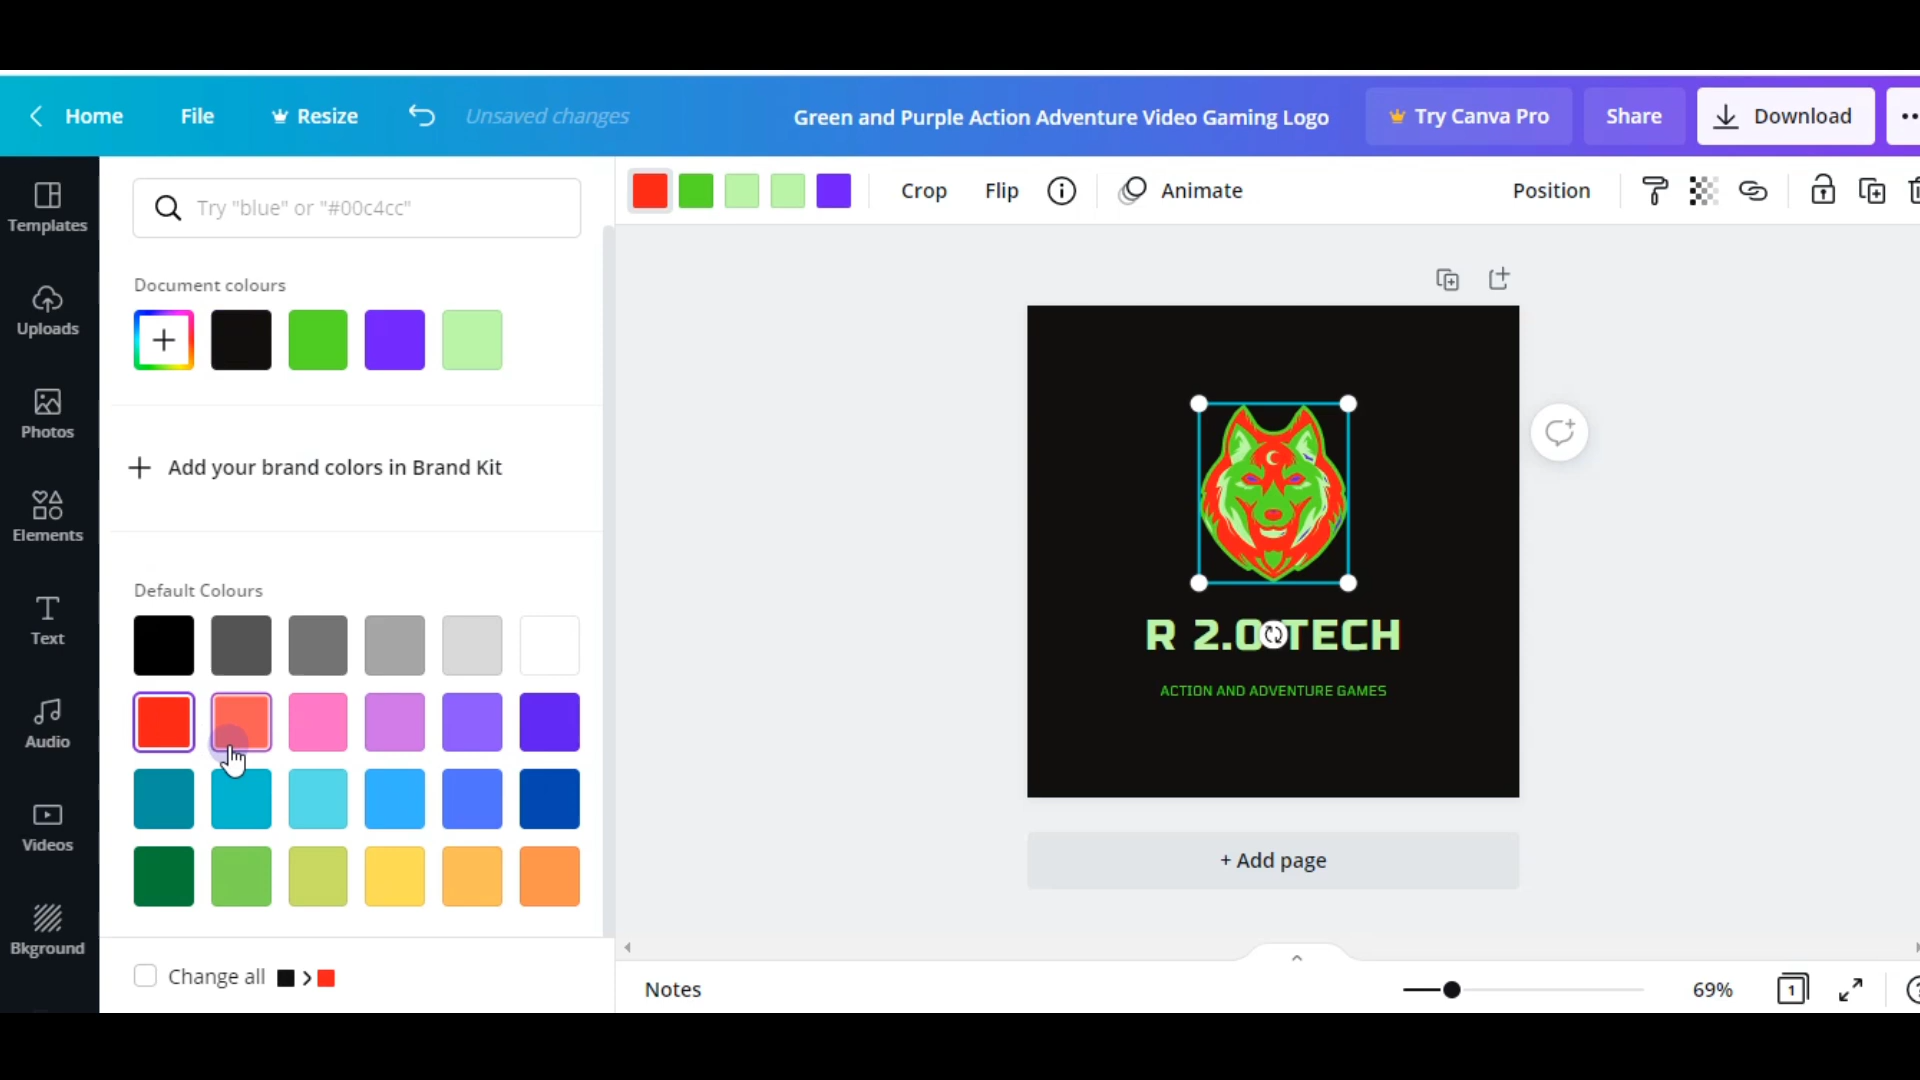 Home File Resize Unsaved changes Green and Purple Action Adventure Video Gaming Logo Try Canva Pro Share Download
Templates
Uploads
Photos
Elements
Text
Audio
Videos
Bkground
Try "blue" or "#00c4cc"
Document colours
+ Add your brand colors in Brand Kit
Default Colours
Change all
Crop Flip Animate Position
R 2.0 TECH
ACTION AND ADVENTURE GAMES
+ Add page
Notes 69% 1